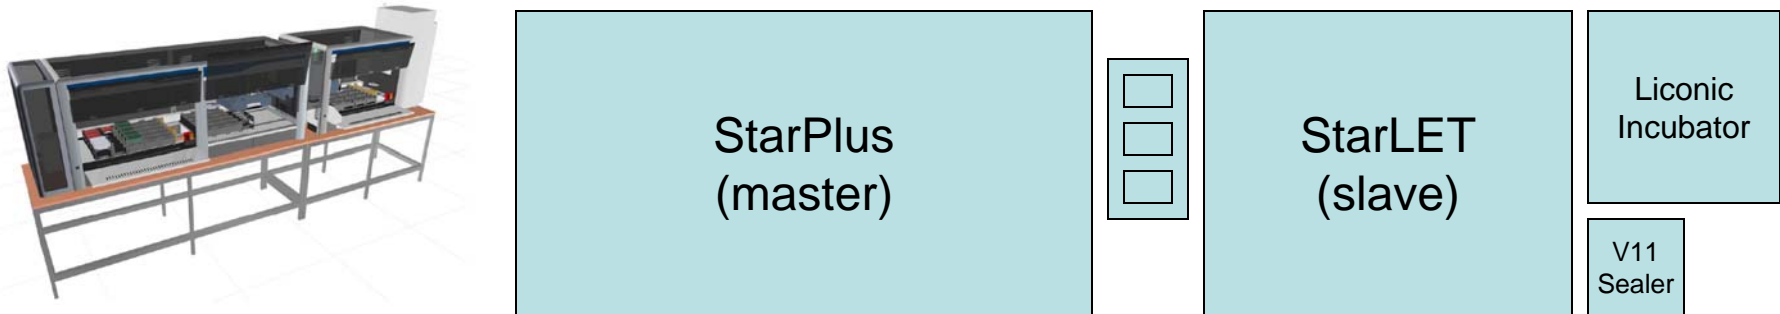 StarPlus
(master)
StarLET
(slave)
Liconic
Incubator
V11
Sealer